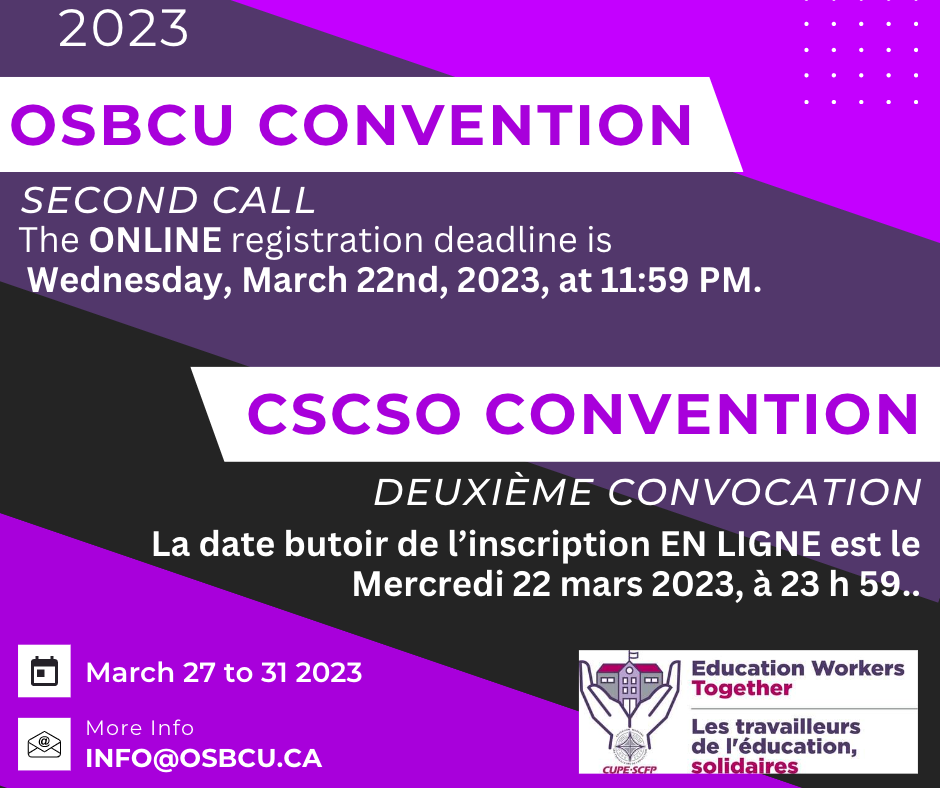 2023
OSBCU CONVENTION
SECOND CALL
The ONLINE registration deadline is
Wednesday, March 22nd, 2023, at 11:59 PM.
CSCSO CONVENTION
DEUXIÈME CONVOCATION
La date butoir de l’inscription EN LIGNE est le
Mercredi 22 mars 2023, à 23 h 59..
March 27 to 31 2023
More Info
INFO@OSBCU.CA
Education Workers
Together
Les travailleurs
de l'éducation,
solidaires
CUPE·SCFP